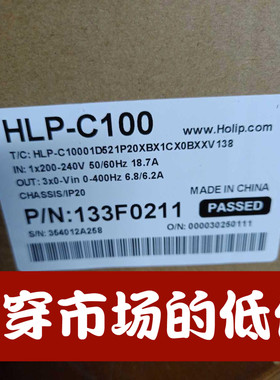 www.Holip.com
HLP-C100
T/C: HLP-C10001D521P20XBX1CX0BXXV138
IN: 1x200-240V 50/60Hz 18.7A
OUT: 3x0-Vin 0-400Hz 6.8/6.2A
CHASSIS/IP20
MADE IN CHINA
P/N:133F0211
PASSED
S/N: 354012A258
O/N: 000030250111
穿市场的低